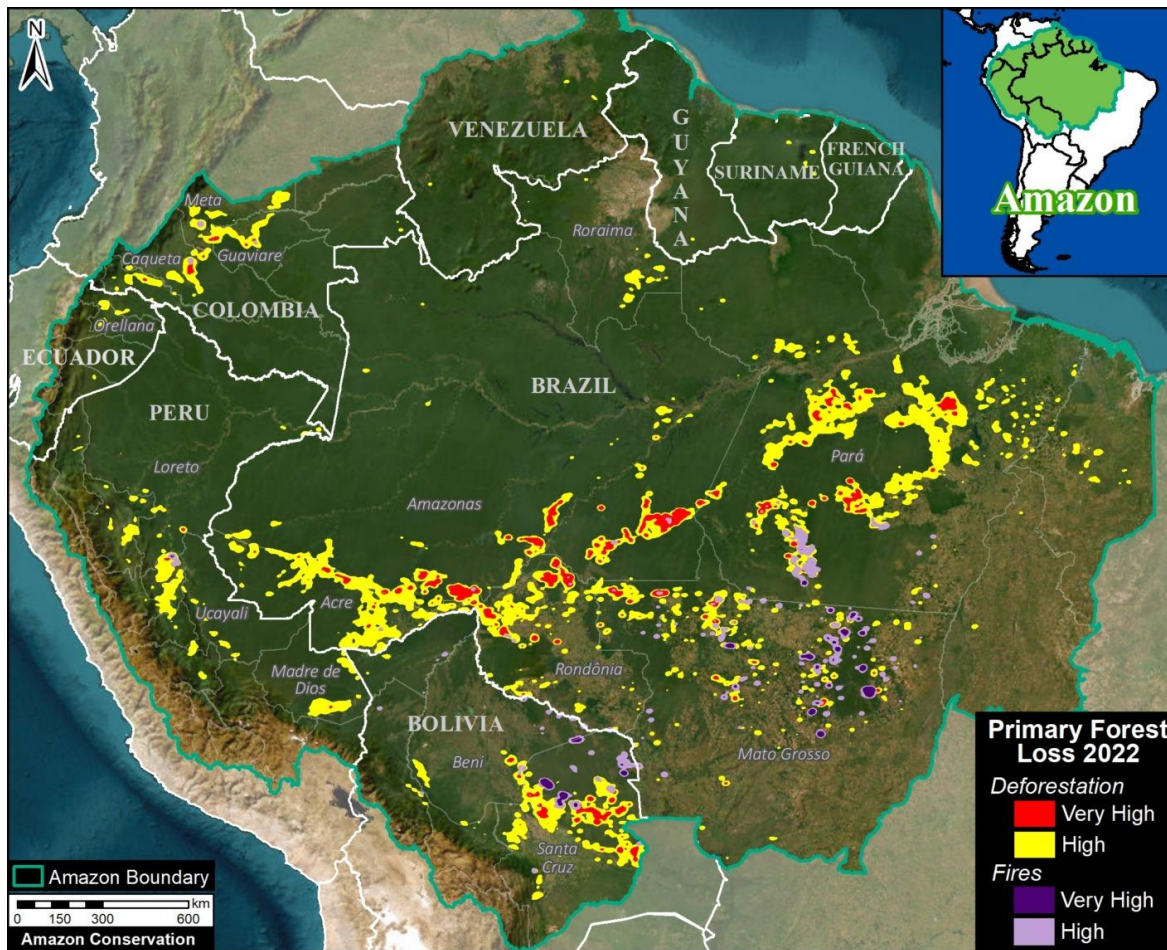 N
VENEZUELA
GUYANA
SURINAME
FRENCH
GUIANA
Amazon
Meta
Roraima
Caqueta
Guaviare
COLOMBIA
Orellana
ECUADOR
BRAZIL
PERU
Pará
Loreto
Amazonas
Acre
Ucayali
Madre de
Dios
Rondônia
BOLIVIA
Beni
Mato Grosso
Santa
Cruz
Primary Forest
Loss 2022
Deforestation
Very High
High
Fires
Very High
High
Amazon Boundary
km
0 150 300 600
Amazon Conservation